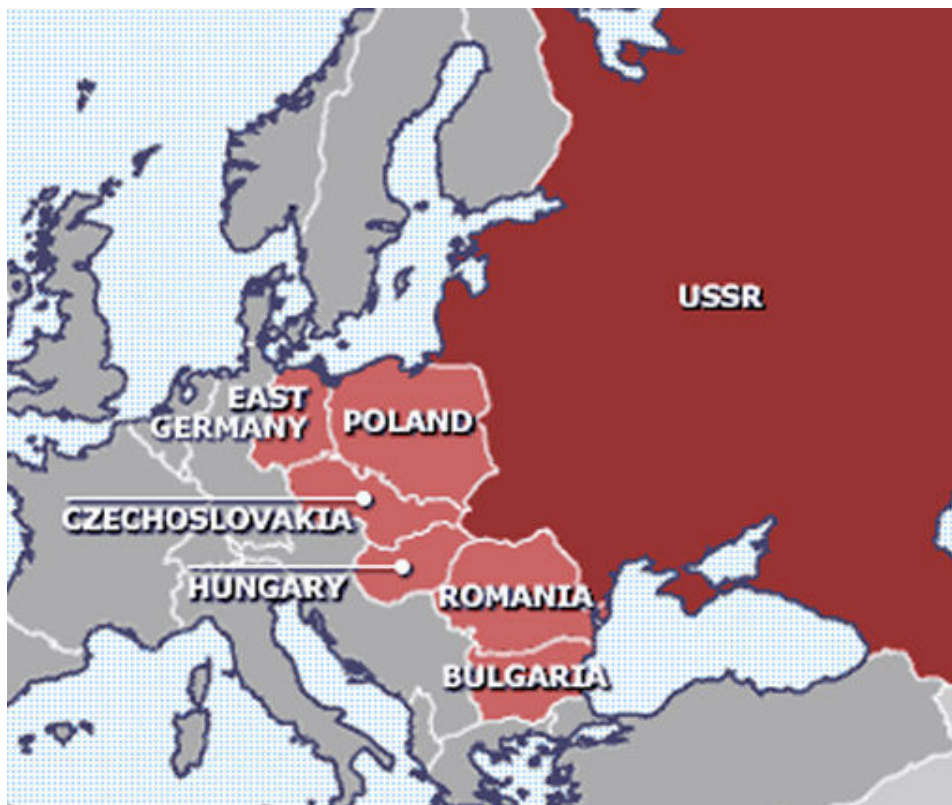 USSR
EAST
GERMANY
POLAND
CZECHOSLOVAKIA
HUNGARY
ROMANIA
BULGARIA